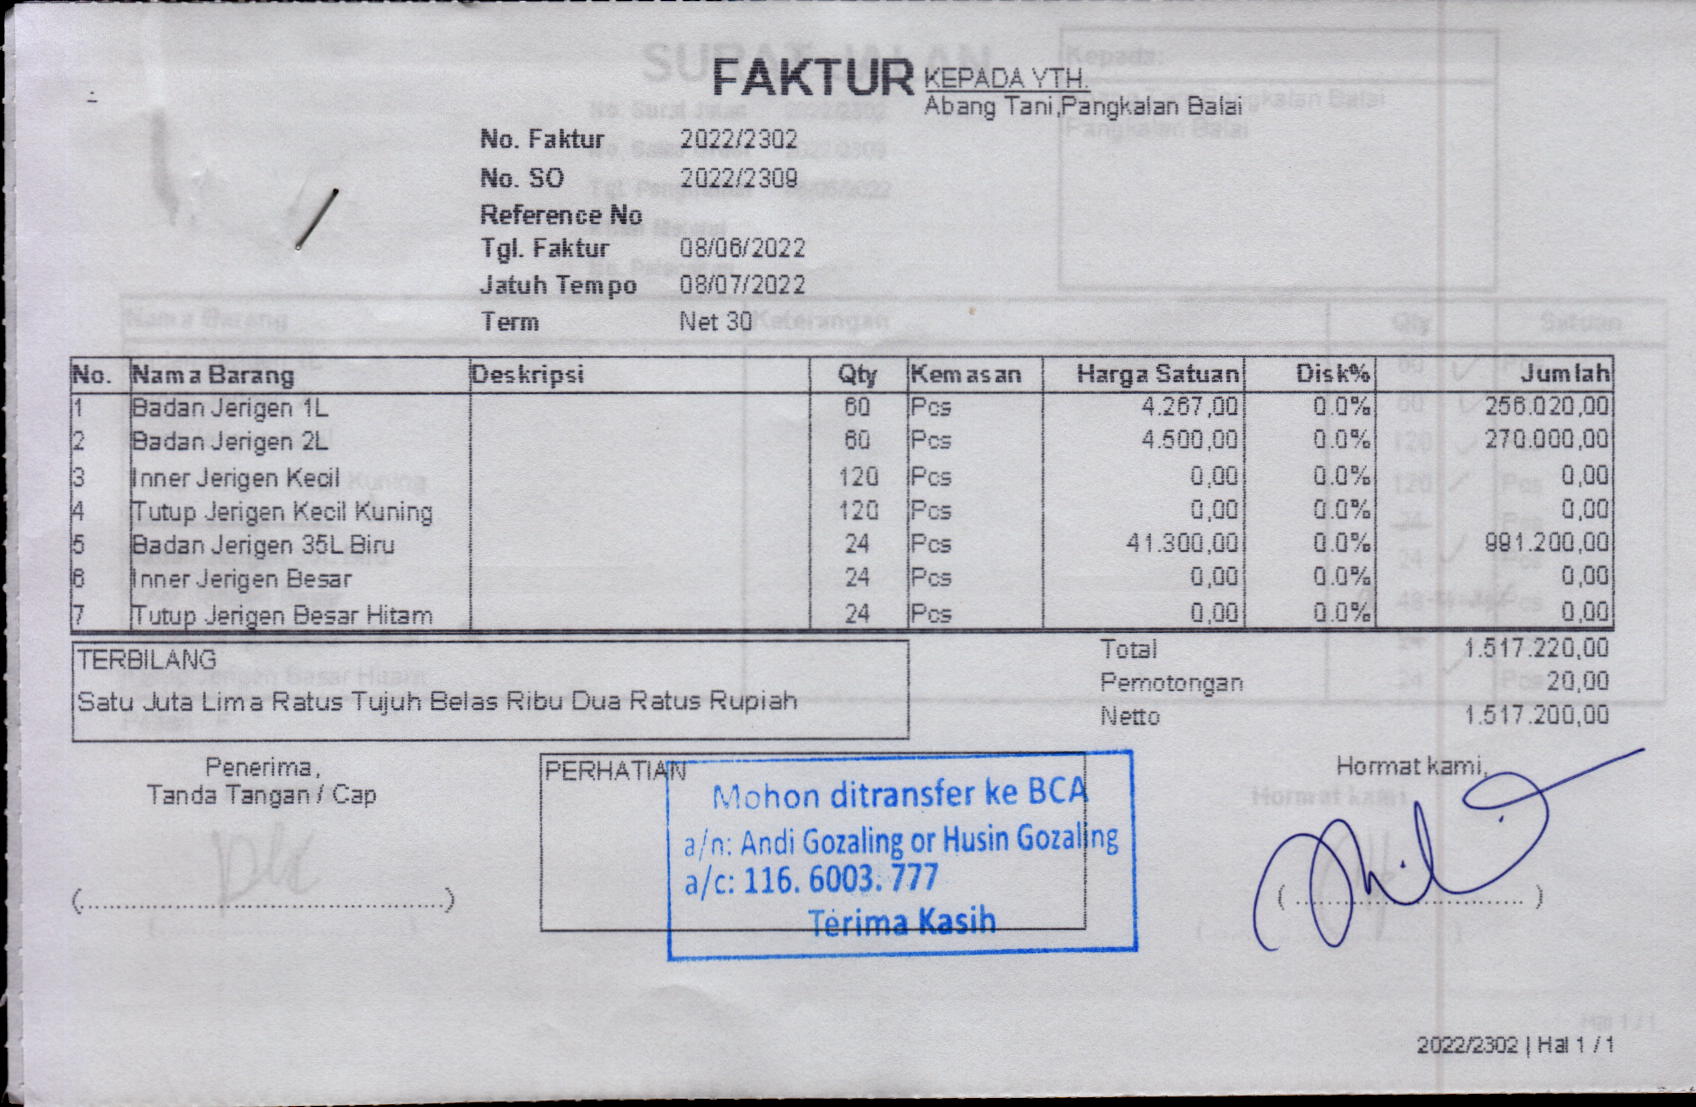 FAKTUR
KEPADA YTH.
Abang Tani,Pangkalan Balai
No. Faktur 2022/2302
No. SO 2022/2309
Reference No
Tgl. Faktur 08/06/2022
Jatuh Tempo 08/07/2022
Term Net 30
No. Nama Barang Deskripsi Qty Kemasan Harga Satuan Disk% Jumlah
1 Badan Jerigen 1L 60 Pcs 4.267,00 0.0% 256.020,00
2 Badan Jerigen 2L 60 Pcs 4.500,00 0.0% 270.000,00
3 Inner Jerigen Kecil 120 Pcs 0,00 0.0% 0,00
4 Tutup Jerigen Kecil Kuning 120 Pcs 0,00 0.0% 0,00
5 Badan Jerigen 35L Biru 24 Pcs 41.300,00 0.0% 991.200,00
6 Inner Jerigen Besar 24 Pcs 0,00 0.0% 0,00
7 Tutup Jerigen Besar Hitam 24 Pcs 0,00 0.0% 0,00
TERBILANG
Satu Juta Lima Ratus Tujuh Belas Ribu Dua Ratus Rupiah
Total 1.517.220,00
Pemotongan 20,00
Netto 1.517.200,00
Penerima,
Tanda Tangan / Cap
PERHATIAN
Mohon ditransfer ke BCA
a/n: Andi Gozaling or Husin Gozaling
a/c: 116. 6003. 777
Terima Kasih
Hormat kami,
2022/2302 | Hal 1 / 1